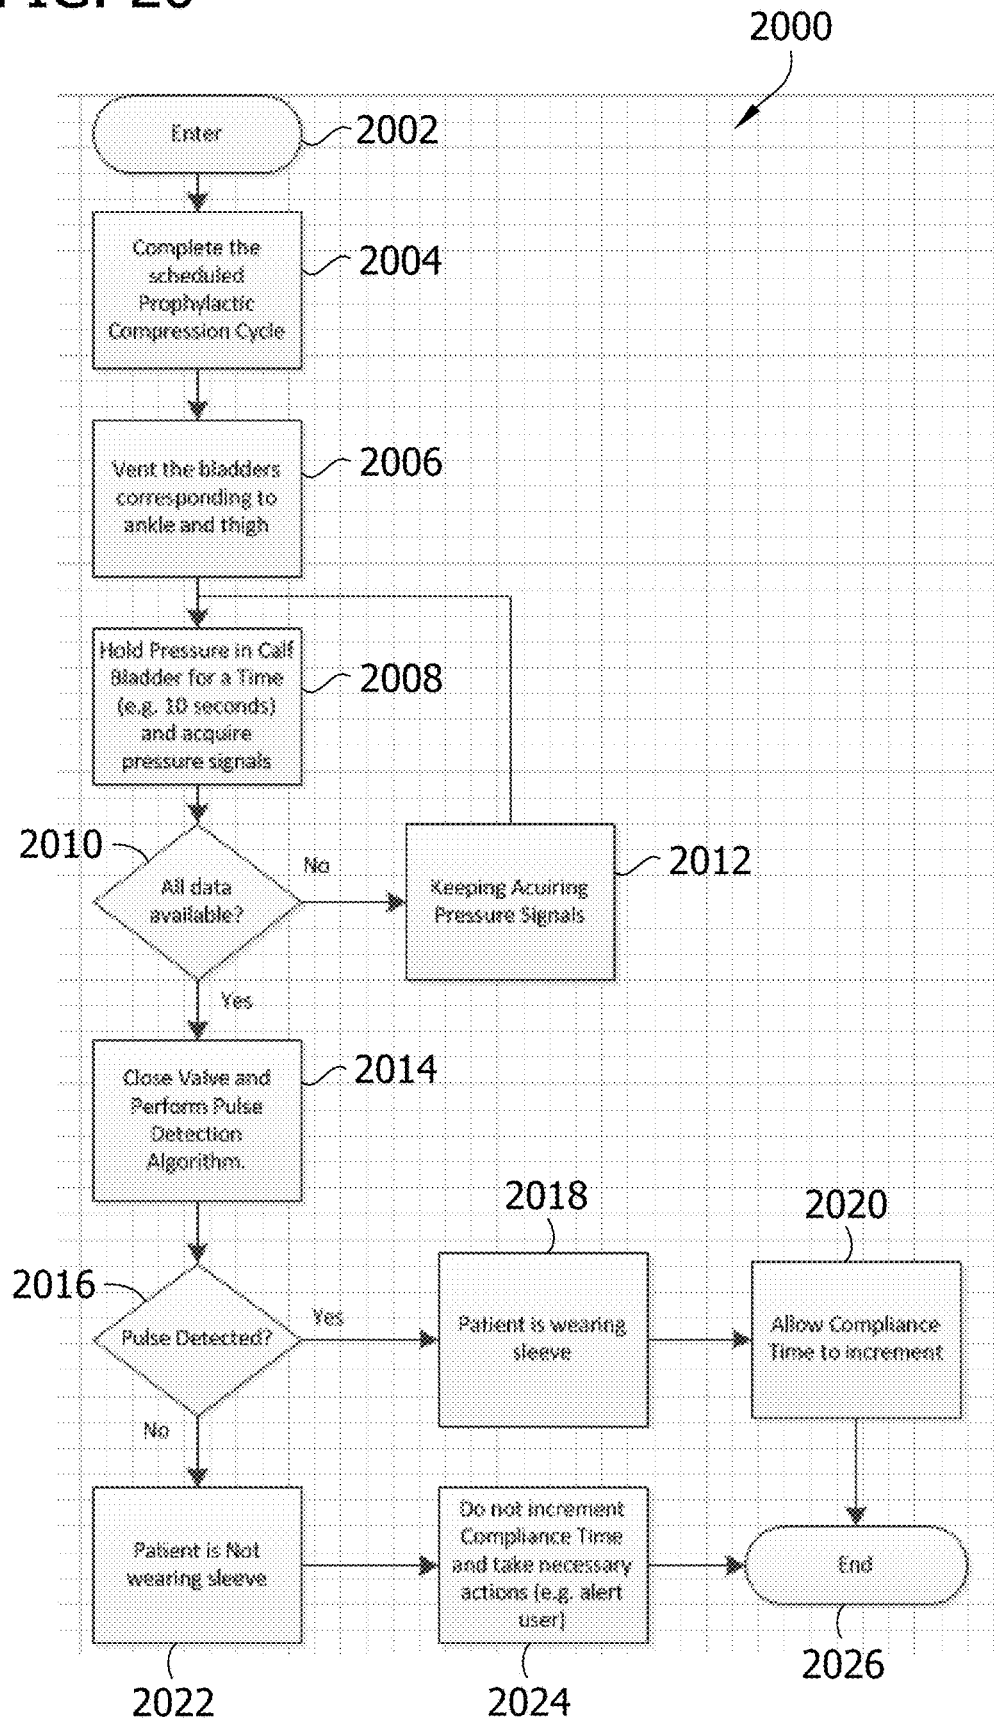 FIG. 20
2000
Enter
2002
Complete the
scheduled
Prophylactic
Compression Cycle
2004
Vent the bladders
corresponding to
ankle and thigh
2006
Hold Pressure in Calf
Bladder for a Time
(e.g. 10 seconds)
and acquire
pressure signals
2008
2010
All data
available?
No
Keeping Acuiring
Pressure Signals
2012
Yes
Close Valve and
Perform Pulse
Detection
Algorithm.
2014
2016
Pulse Detected?
Yes
2018
Patient is wearing
sleeve
2020
Allow Compliance
Time to increment
No
Patient is Not
wearing sleeve
2022
Do not increment
Compliance Time
and take necessary
actions (e.g. alert
user)
2024
End
2026